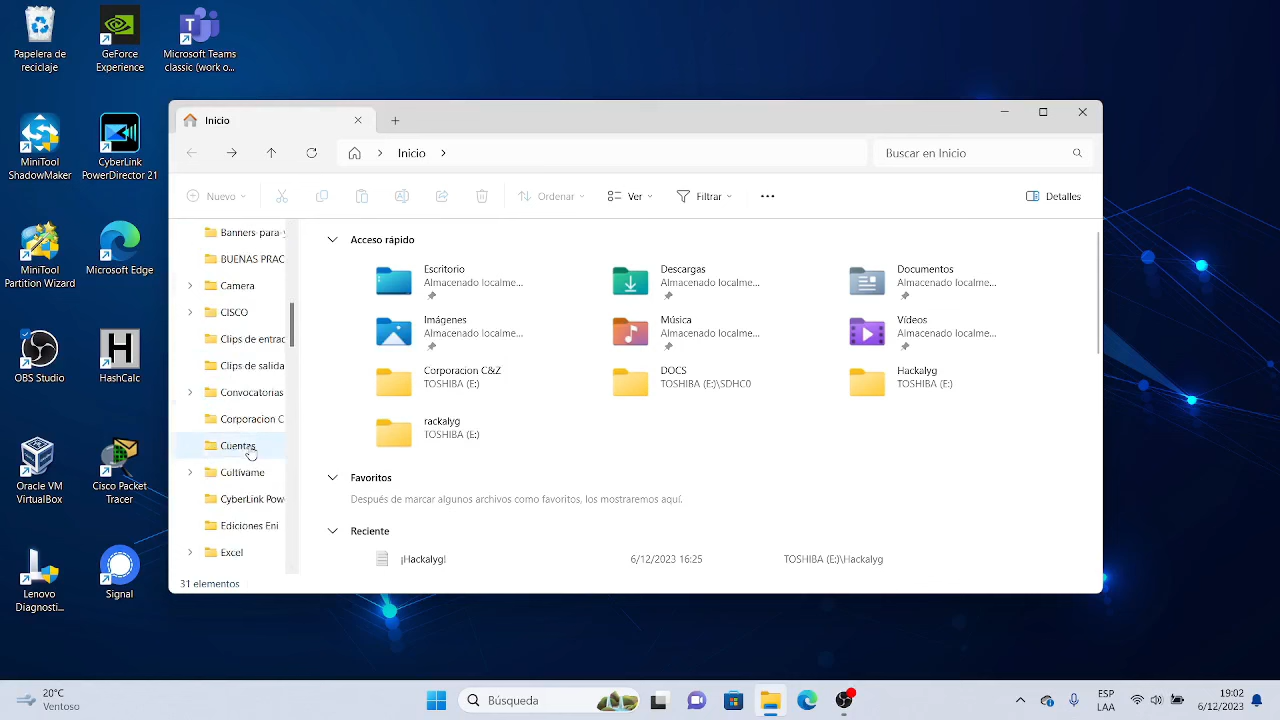 Papelera de
reciclaje
GeForce
Experience
Microsoft Teams
classic (work o...
MiniTool
ShadowMaker
CyberLink
PowerDirector 21
MiniTool
Partition Wizard
Microsoft Edge
OBS Studio
HashCalc
Oracle VM
VirtualBox
Cisco Packet
Tracer
Lenovo
Diagnosti...
Signal
Inicio
Inicio
Buscar en Inicio
Nuevo
Ordenar
Ver
Filtrar
Detalles
Banners-para-y
BUENAS PRAC
Camera
CISCO
Clips de entrac
Clips de salida
Convocatorias
Corporacion C
Cuentas
Cultívame
CyberLink Pow
Ediciones Eni
Excel
31 elementos
Acceso rápido
Escritorio
Almacenado localme...
Descargas
Almacenado localme...
Documentos
Almacenado localme...
Imágenes
Almacenado localme...
Música
Almacenado localme...
Vídeos
Almacenado localme...
Corporacion C&Z
TOSHIBA (E:)
DOCS
TOSHIBA (E:)\SDHC0
Hackalyg
TOSHIBA (E:)
rackalyg
TOSHIBA (E:)
Favoritos
Después de marcar algunos archivos como favoritos, los mostraremos aquí.
Reciente
¡Hackalyg! 6/12/2023 16:25 TOSHIBA (E:)\Hackalyg
20°C
Ventoso
Búsqueda
ESP
LAA
19:02
6/12/2023